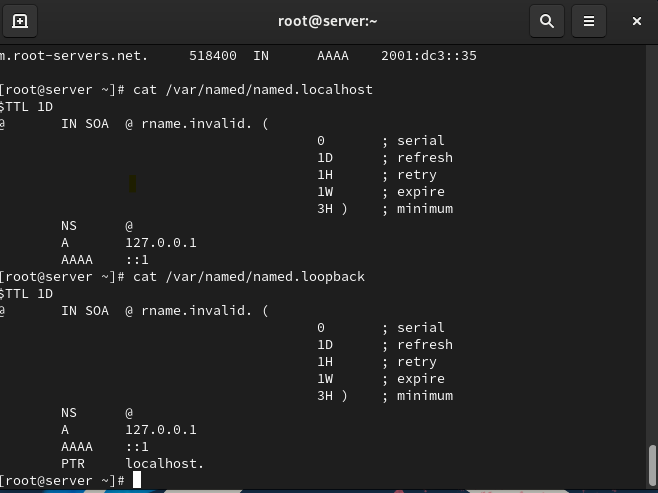 root@server:~
m.root-servers.net.     518400  IN      AAAA    2001:dc3::35
[root@server ~]# cat /var/named/named.localhost
$TTL 1D
@       IN SOA  @ rname.invalid. (
                                        0       ; serial
                                        1D      ; refresh
                                        1H      ; retry
                                        1W      ; expire
                                        3H )    ; minimum
        NS      @
        A       127.0.0.1
        AAAA    ::1
[root@server ~]# cat /var/named/named.loopback
$TTL 1D
@       IN SOA  @ rname.invalid. (
                                        0       ; serial
                                        1D      ; refresh
                                        1H      ; retry
                                        1W      ; expire
                                        3H )    ; minimum
        NS      @
        A       127.0.0.1
        AAAA    ::1
        PTR     localhost.
[root@server ~]#